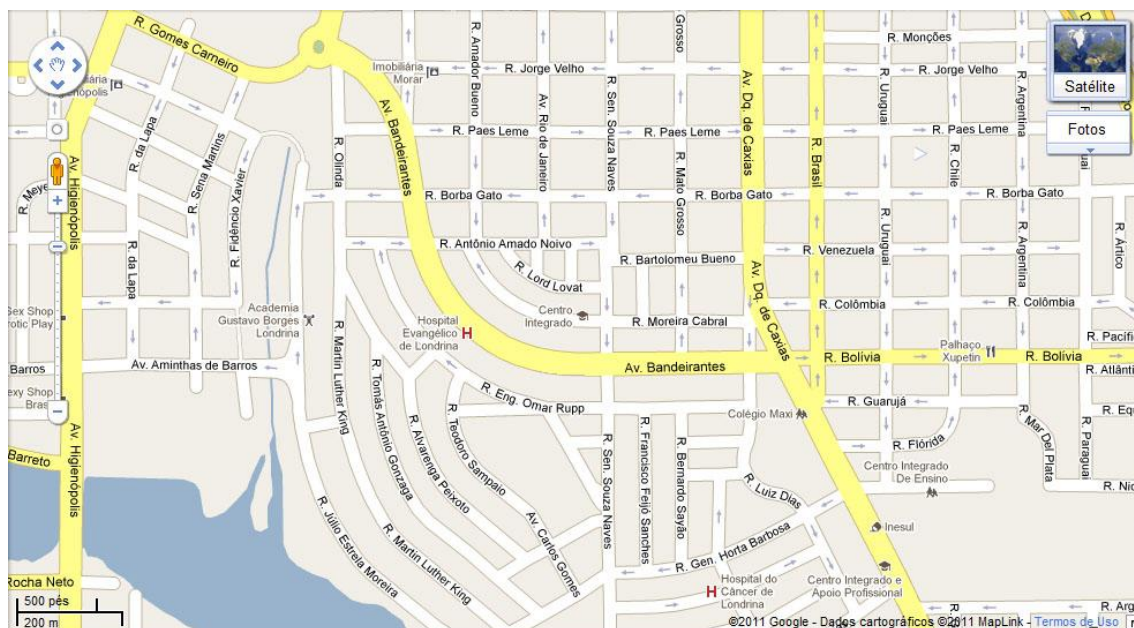 R. Gomes Carneiro
R. Amador Bueno
Grosso
R. Monções
Imobiliária
Morar
R. Jorge Velho
R. Jorge Velho
Satélite
Fotos
R. da Lapa
R. Sena Martins
R. Fidêncio Xavier
Av. Higienópolis
R. Olinda
Av. Bandeirantes
R. Paes Leme
R. Paes Leme
R. Paes Leme
Av. Rio de Janeiro
R. Sen. Souza Naves
R. Mato Grosso
Av. Dq. de Caxias
R. Brasil
R. Uruguai
R. Chile
R. Argentina
R. Meye
R. Borba Gato
R. Borba Gato
R. Borba Gato
R. da Lapa
R. Antônio Amado Noivo
R. Bartolomeu Bueno
R. Venezuela
R. Uruguai
R. Argentina
R. Ártico
R. Lord Lovat
Av. Dq. de Caxias
R. Colômbia
R. Colômbia
Sex Shop
rotic Play
Academia
Gustavo Borges
Londrina
Hospital
Evangélico
de Londrina
H
Centro
Integrado
R. Moreira Cabral
Palhaço
Xupetin
R. Pacífi
Barros
Av. Aminthas de Barros
Av. Bandeirantes
R. Bolívia
R. Bolívia
R. Atlânti
exy Shop
Bras
R. Martin Luther King
R. Tomás Antônio Gonzaga
R. Alvarenga Peixoto
R. Teodoro Sampaio
R. Eng. Omar Rupp
Colégio Maxi
R. Guarujá
R. Equ
R. Flórida
R. Mar Del Plata
R. Paraguai
Av. Higienópolis
Barreto
R. Sen. Souza Naves
R. Francisco Feijó Sanches
R. Bernardo Sayão
R. Luiz Dias
Centro Integrado
De Ensino
R. Nic
R. Júlio Estrela Moreira
R. Martin Luther King
Av. Carlos Gomes
R. Gen. Horta Barbosa
Inesul
Rocha Neto
H
Hospital do
Câncer de
Londrina
Centro Integrado e
Apoio Profissional
R. Arg
500 pés
200 m
©2011 Google - Dados cartográficos ©2011 MapLink - Termos de Uso